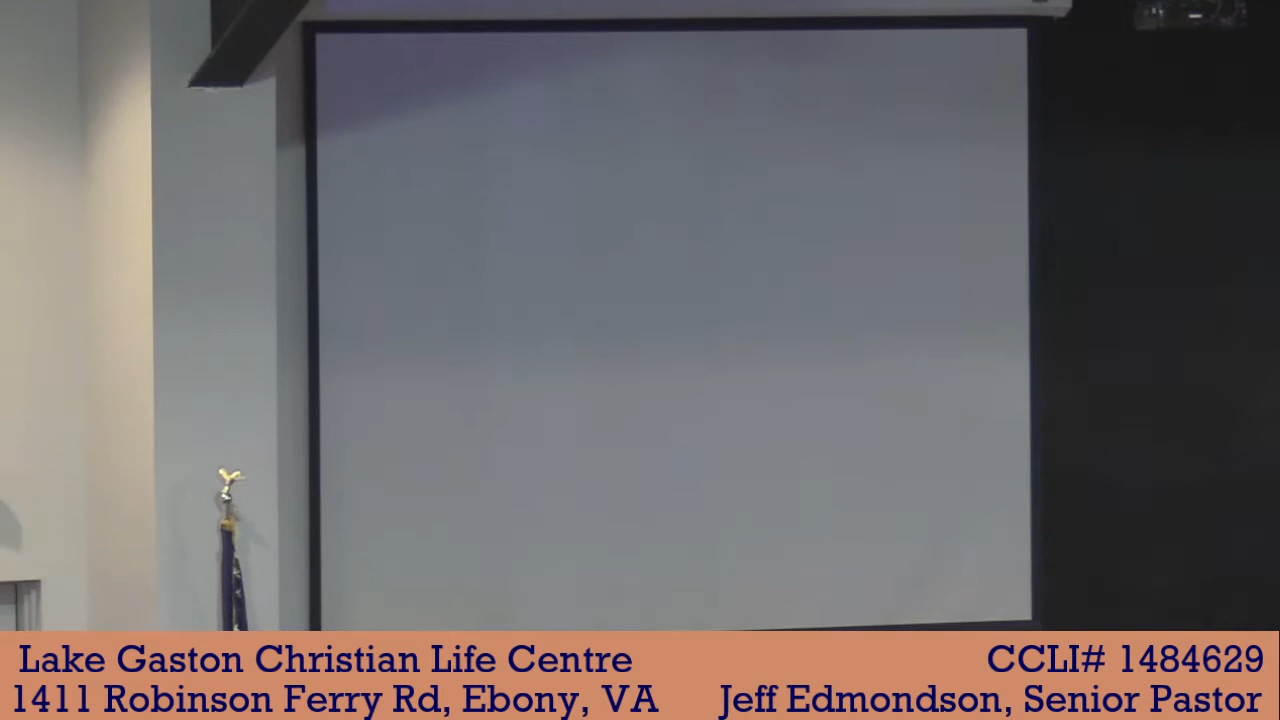 Lake Gaston Christian Life Centre
CCLI# 1484629
1411 Robinson Ferry Rd, Ebony, VA
Jeff Edmondson, Senior Pastor